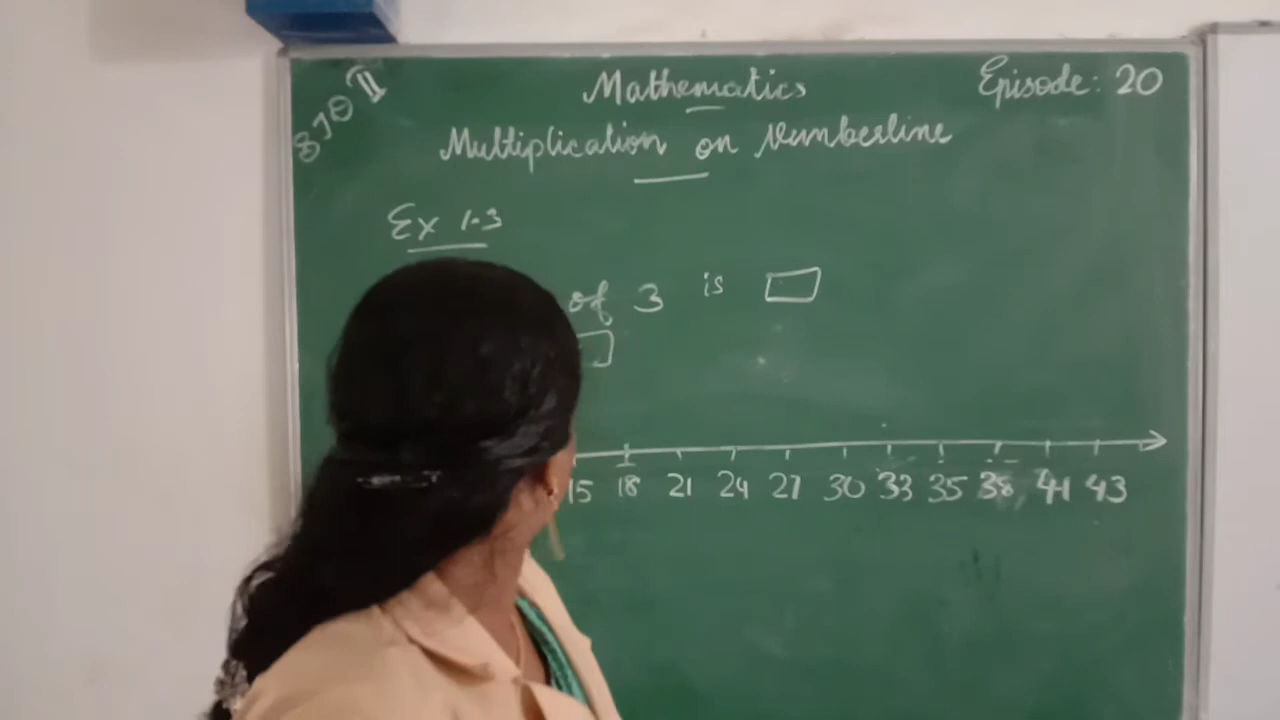 Mathematics
Episode: 20
Multiplication on Numberline
Ex 1.3
of 3 is
15 18 21 24 27 30 33 35 38 41 43